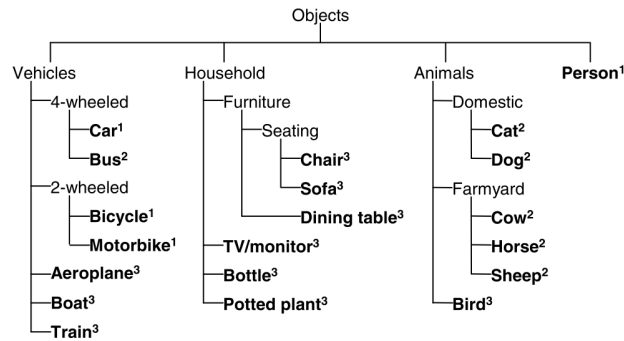 Objects
Vehicles
4-wheeled
Car¹
Bus²
2-wheeled
Bicycle¹
Motorbike¹
Aeroplane³
Boat³
Train³
Household
Furniture
Seating
Chair³
Sofa³
Dining table³
TV/monitor³
Bottle³
Potted plant³
Animals
Domestic
Cat²
Dog²
Farmyard
Cow²
Horse²
Sheep²
Bird³
Person¹